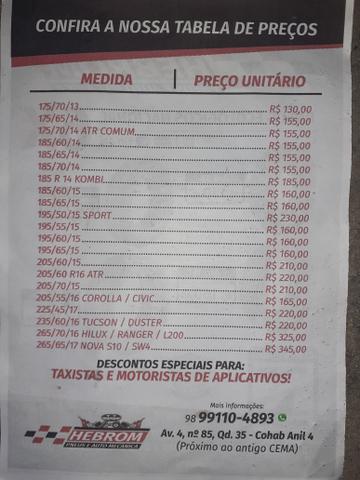 CONFIRA A NOSSA TABELA DE PREÇOS
MEDIDA | PREÇO UNITÁRIO
175/70/13 R$ 130,00
175/65/14 R$ 155,00
175/70/14 ATR COMUM R$ 155,00
185/60/14 R$ 155,00
185/65/14 R$ 155,00
185/70/14 R$ 155,00
185 R 14 KOMBI R$ 185,00
185/60/15 R$ 160,00
185/65/15 R$ 160,00
195/50/15 SPORT R$ 230,00
195/55/15 R$ 160,00
195/60/15 R$ 160,00
195/65/15 R$ 160,00
205/60/15 R$ 210,00
205/60 R16 ATR R$ 220,00
205/70/15 R$ 210,00
205/55/16 COROLLA / CIVIC R$ 165,00
225/45/17 R$ 220,00
235/60/16 TUCSON / DUSTER R$ 220,00
265/70/16 HILUX / RANGER / L200 R$ 325,00
265/65/17 NOVA S10 / SW4 R$ 345,00
DESCONTOS ESPECIAIS PARA:
TAXISTAS E MOTORISTAS DE APLICATIVOS!
Mais informações:
98 99110-4893
HEBROM
PNEUS E AUTO MECÂNICA
Av. 4, nº 85, Qd. 35 - Cohab Anil 4
(Próximo ao antigo CEMA)